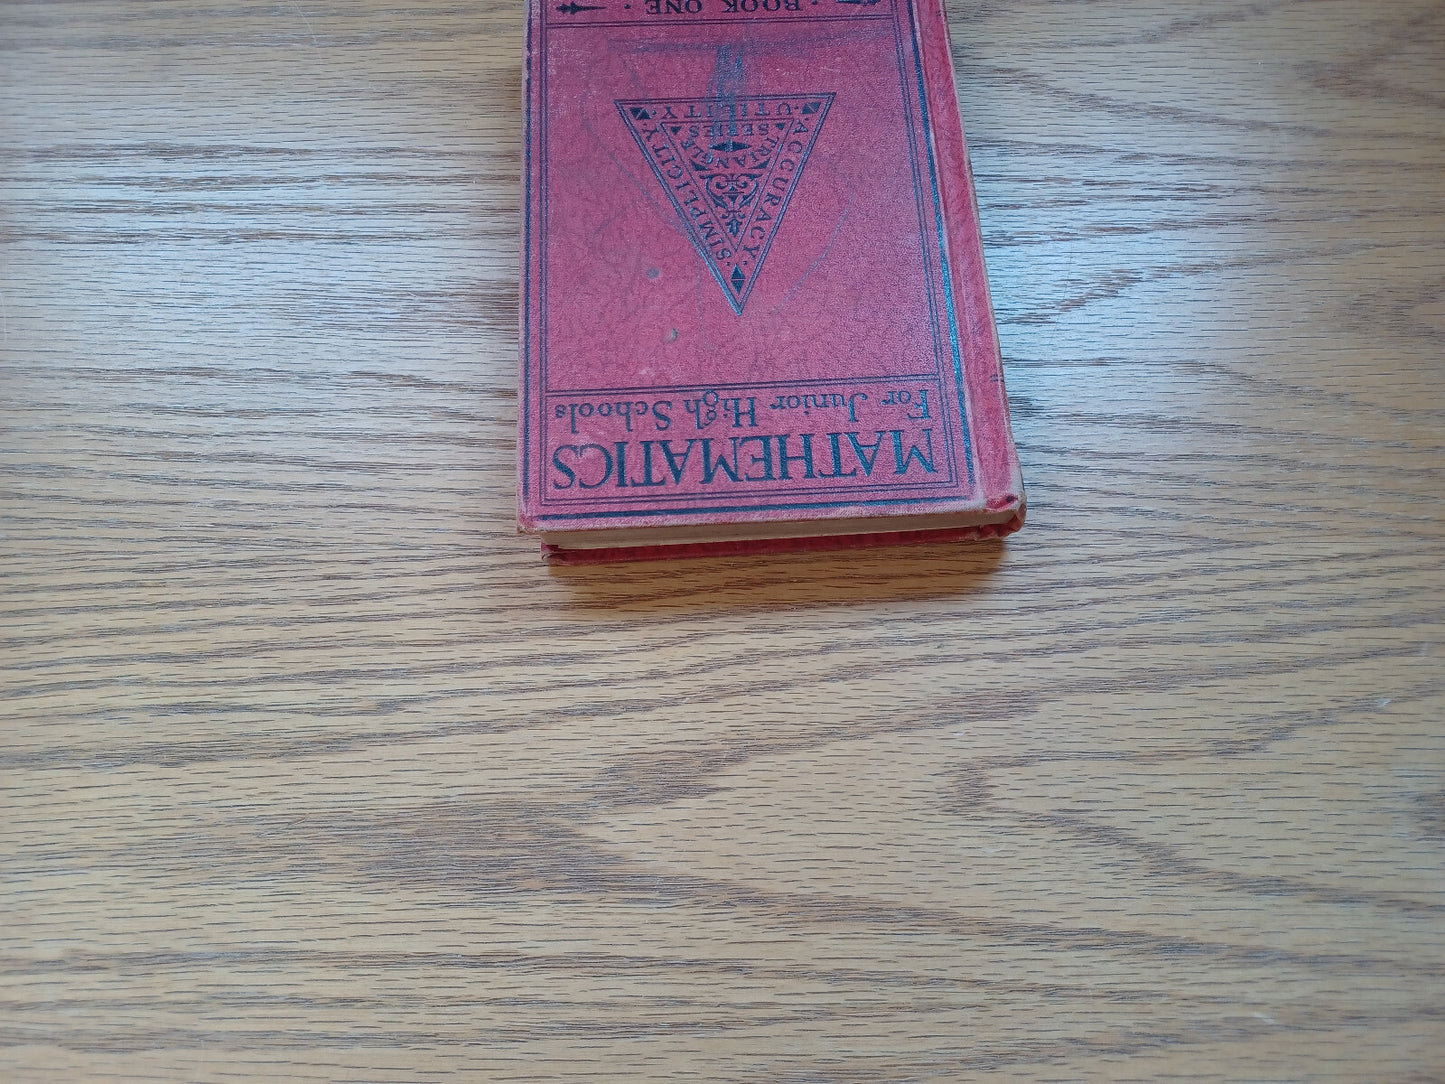 MATHEMATICS
For Junior High Schools
· SIMPLICITY ·
· ACCURACY ·
TRIANGLE
SERIES
· UTILITY ·
· BOOK ONE ·